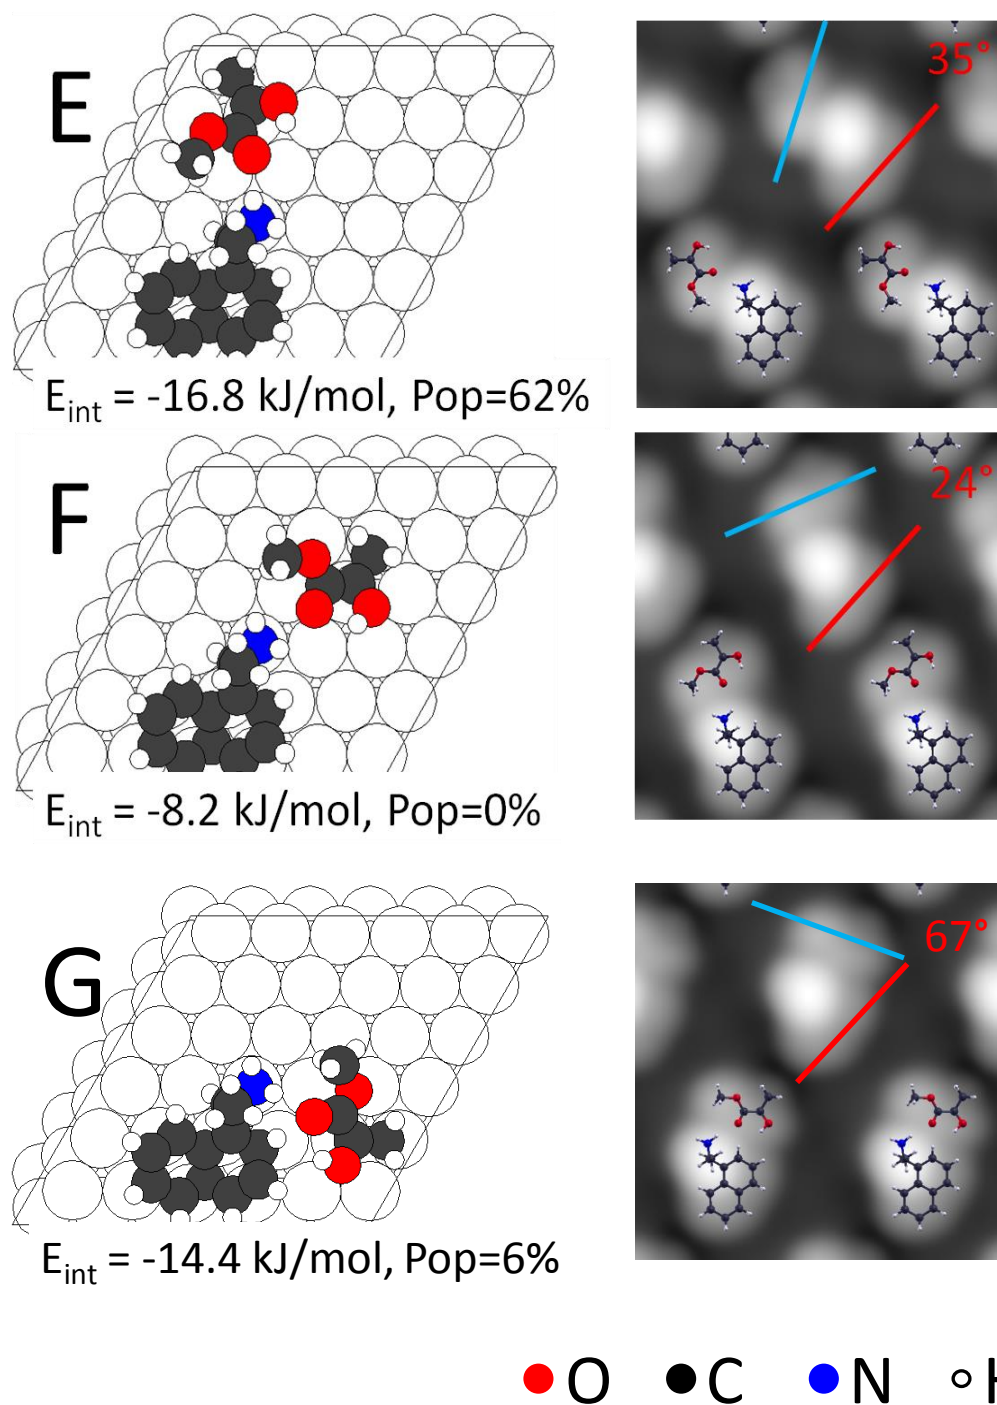 E
35°
E_int = -16.8 kJ/mol, Pop=62%
F
24°
E_int = -8.2 kJ/mol, Pop=0%
G
67°
E_int = -14.4 kJ/mol, Pop=6%
O C N H